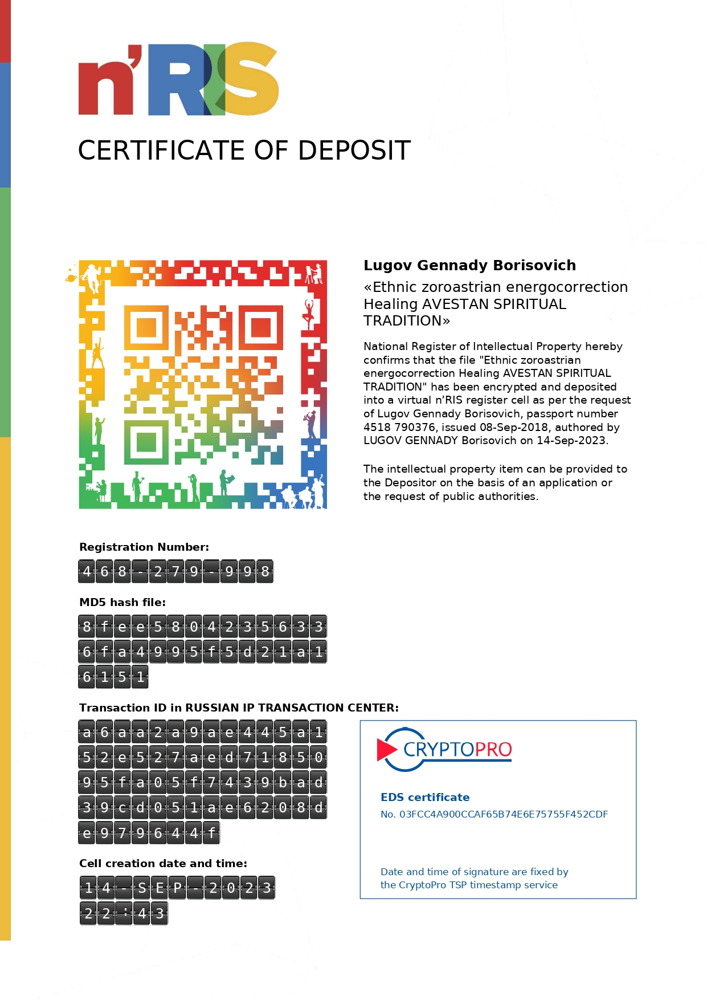 n'RIS
CERTIFICATE OF DEPOSIT
Lugov Gennady Borisovich
«Ethnic zoroastrian energocorrection
Healing AVESTAN SPIRITUAL
TRADITION»
National Register of Intellectual Property hereby
confirms that the file "Ethnic zoroastrian
energocorrection Healing AVESTAN SPIRITUAL
TRADITION" has been encrypted and deposited
into a virtual n’RIS register cell as per the request
of Lugov Gennady Borisovich, passport number
4518 790376, issued 08-Sep-2018, authored by
LUGOV GENNADY Borisovich on 14-Sep-2023.
The intellectual property item can be provided to
the Depositor on the basis of an application or
the request of public authorities.
Registration Number:
468-279-998
MD5 hash file:
8fee5804235633
6fa4995f5d21a1
6151
Transaction ID in RUSSIAN IP TRANSACTION CENTER:
a6aa2a9ae445a1
52e527aed71850
95fa05f7439bad
39cd051ae6208d
e979644f
Cell creation date and time:
14-SEP-2023
22:43
CRYPTOPRO
EDS certificate
No. 03FCC4A900CCAF65B74E6E75755F452CDF
Date and time of signature are fixed by
the CryptoPro TSP timestamp service